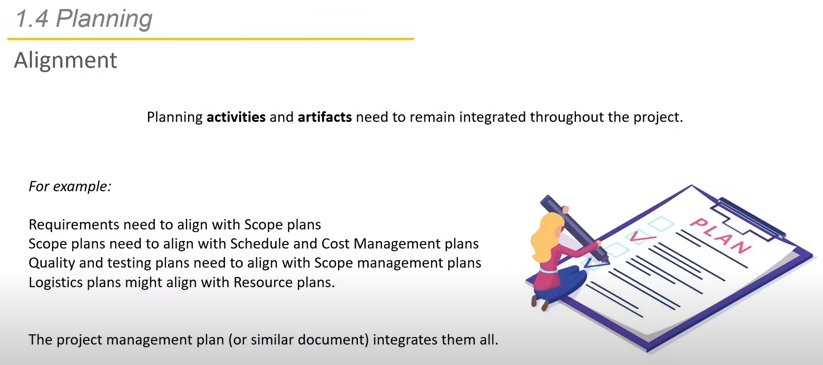 1.4 Planning
Alignment
Planning activities and artifacts need to remain integrated throughout the project.
For example:
Requirements need to align with Scope plans
Scope plans need to align with Schedule and Cost Management plans
Quality and testing plans need to align with Scope management plans
Logistics plans might align with Resource plans.
PLAN
The project management plan (or similar document) integrates them all.